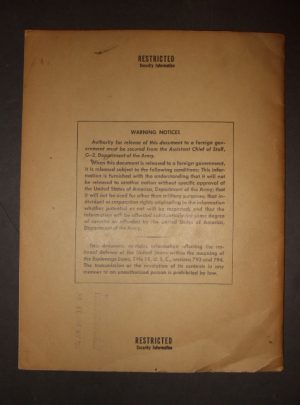 RESTRICTED
Security Information
WARNING NOTICES
Authority for release of this document to a foreign gov-
ernment must be secured from the Assistant Chief of Staff,
G-2, Department of the Army.
When this document is released to a foreign government,
it is released subject to the following conditions: This infor-
mation is furnished with the understanding that it will not
be released to another nation without specific approval of
the United States of America, Department of the Army; that
it will not be used for other than military purposes; that in-
dividual or corporation rights originating in the information
whether patented or not will be respected; and that the
information will be afforded substantially the same degree
of security as afforded by the United States of America,
Department of the Army.
This document contains information affecting the na-
tional defense of the United States within the meaning of
the Espionage Laws, Title 18, U. S. C., sections 793 and 794.
The transmission or the revelation of its contents in any
manner to an unauthorized person is prohibited by law.
RESTRICTED
Security Information